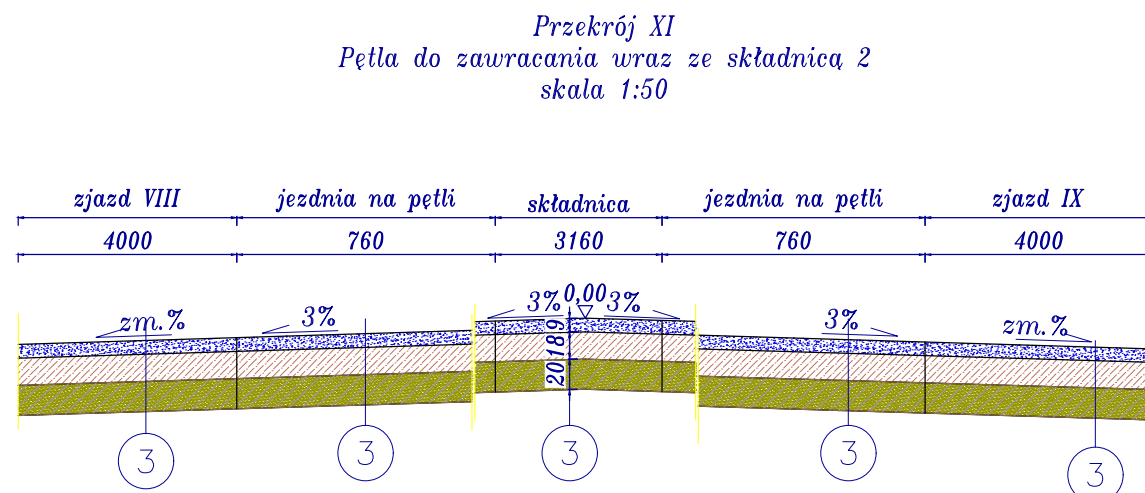 Przekrój XI
Pętla do zawracania wraz ze składnicą 2
skala 1:50
zjazd VIII jezdnia na pętli składnica jezdnia na pętli zjazd IX
4000 760 3160 760 4000
zm.% 3% 3% 0,00 3% 3% zm.%
9
18
20
3 3 3 3 3